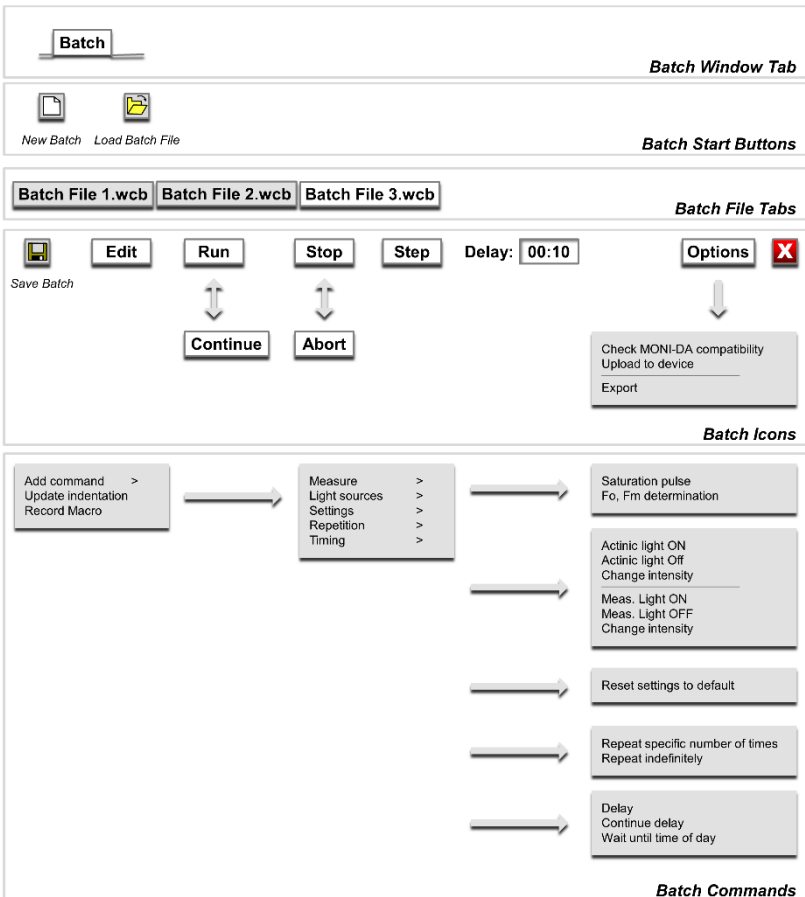 Batch
Batch Window Tab
New Batch Load Batch File
Batch Start Buttons
Batch File 1.wcb Batch File 2.wcb Batch File 3.wcb
Batch File Tabs
Edit Run Stop Step Delay: 00:10 Options X
Save Batch
Continue Abort
Check MONI-DA compatibility
Upload to device
Export
Batch Icons
Add command >
Update indentation
Record Macro
Measure >
Light sources >
Settings >
Repetition >
Timing >
Saturation pulse
Fo, Fm determination
Actinic light ON
Actinic light Off
Change intensity
Meas. Light ON
Meas. Light OFF
Change intensity
Reset settings to default
Repeat specific number of times
Repeat indefinitely
Delay
Continue delay
Wait until time of day
Batch Commands